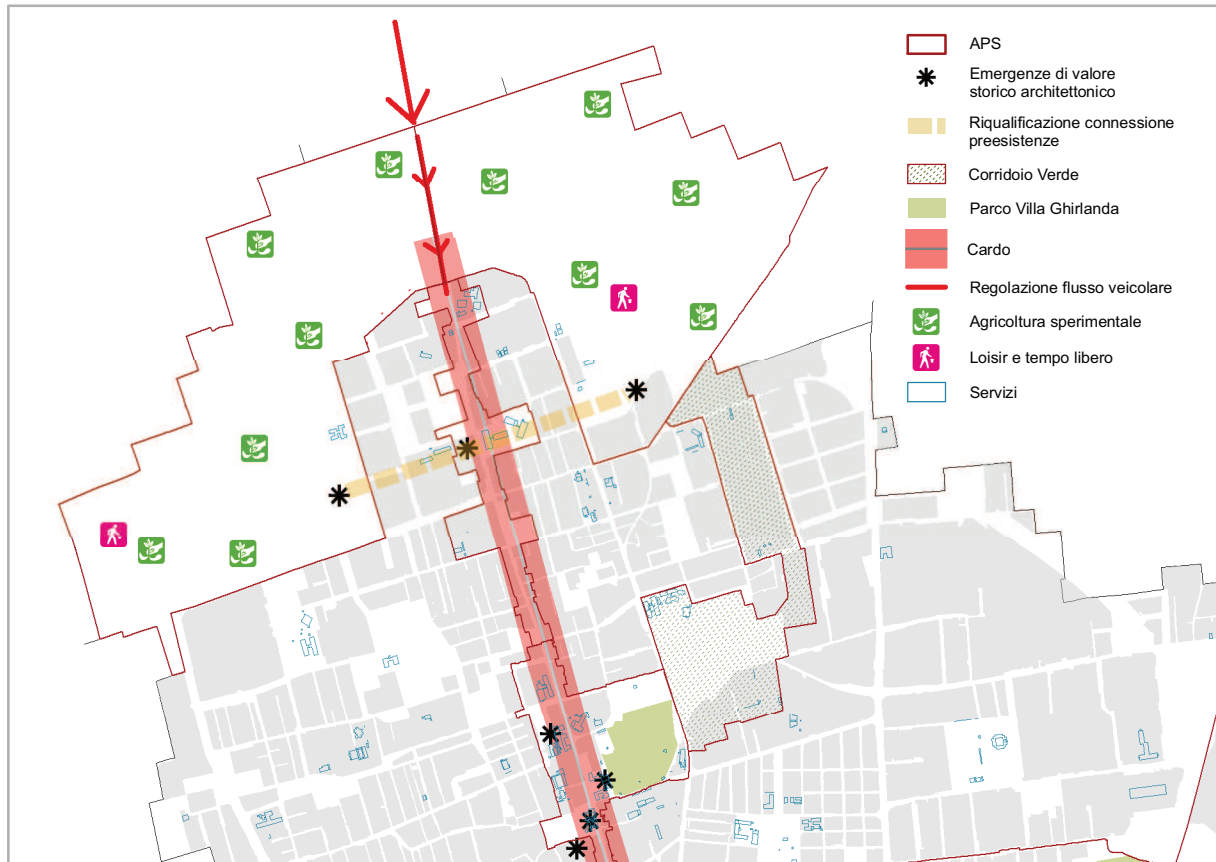 APS
Emergenze di valore
storico architettonico
Riqualificazione connessione
preesistenze
Corridoio Verde
Parco Villa Ghirlanda
Cardo
Regolazione flusso veicolare
Agricoltura sperimentale
Loisir e tempo libero
Servizi